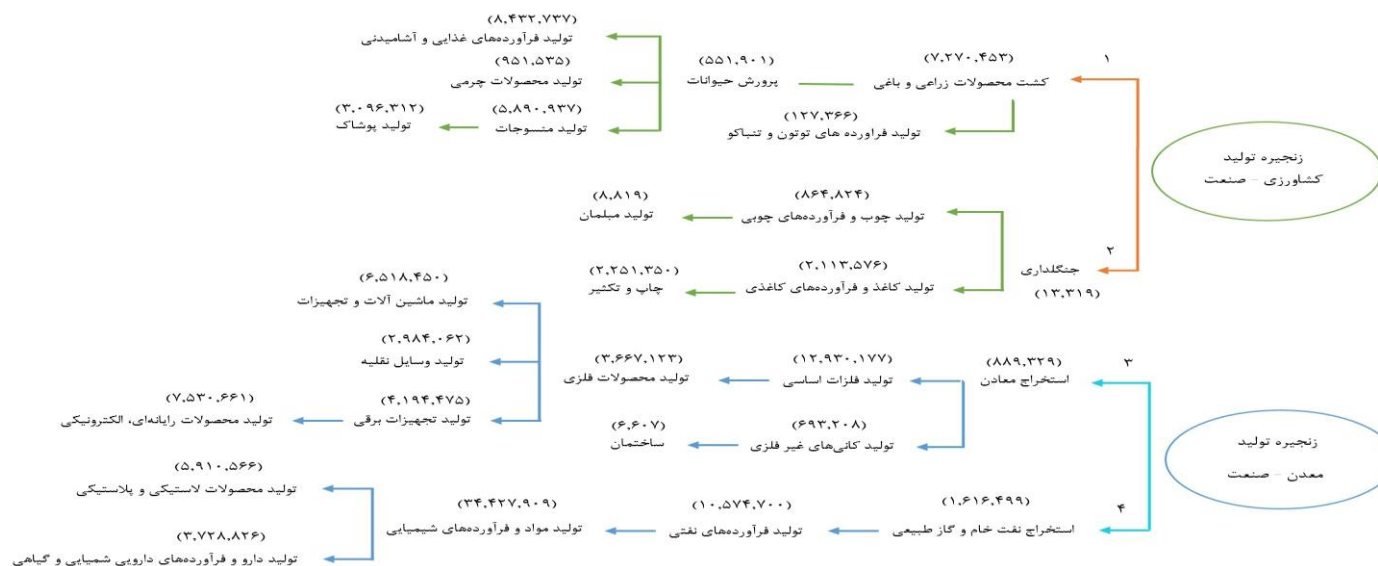 زنجیره تولید
کشاورزی – صنعت
۱
(۷،۲۷۰،۴۵۳)
کشت محصولات زراعی و باغی
(۵۵۱،۹۰۱)
پرورش حیوانات
(۸،۴۳۲،۷۳۷)
تولید فرآورده‌های غذایی و آشامیدنی
(۹۵۱،۵۳۵)
تولید محصولات چرمی
(۵،۸۹۰،۹۳۷)
تولید منسوجات
(۳،۰۹۶،۳۱۲)
تولید پوشاک
(۱۲۷،۳۶۶)
تولید فراورده های توتون و تنباکو
۲
جنگلداری
(۱۳،۳۱۹)
(۸۶۴،۸۲۴)
تولید چوب و فرآورده‌های چوبی
(۸،۸۱۹)
تولید مبلمان
(۲،۱۱۳،۵۷۶)
تولید کاغذ و فرآورده‌های کاغذی
(۲،۲۵۱،۳۵۰)
چاپ و تکثیر
زنجیره تولید
معدن – صنعت
۳
(۸۸۹،۳۲۹)
استخراج معادن
(۱۲،۹۳۰،۱۷۷)
تولید فلزات اساسی
(۳،۶۶۷،۱۲۳)
تولید محصولات فلزی
(۶،۵۱۸،۴۵۰)
تولید ماشین آلات و تجهیزات
(۲،۹۸۴،۰۶۲)
تولید وسایل نقلیه
(۴،۱۹۴،۴۷۵)
تولید تجهیزات برقی
(۷،۵۳۰،۶۶۱)
تولید محصولات رایانه‌ای، الکترونیکی
(۶۹۳،۲۰۸)
تولید کانی‌های غیر فلزی
(۶،۶۰۷)
ساختمان
۴
(۱،۶۱۶،۴۹۹)
استخراج نفت خام و گاز طبیعی
(۱۰،۵۷۴،۷۰۰)
تولید فرآورده‌های نفتی
(۳۴،۴۲۷،۹۰۹)
تولید مواد و فرآورده‌های شیمیایی
(۵،۹۱۰،۵۶۶)
تولید محصولات لاستیکی و پلاستیکی
(۳،۷۲۸،۸۲۶)
تولید دارو و فرآورده‌های دارویی شمیایی و گیاهی